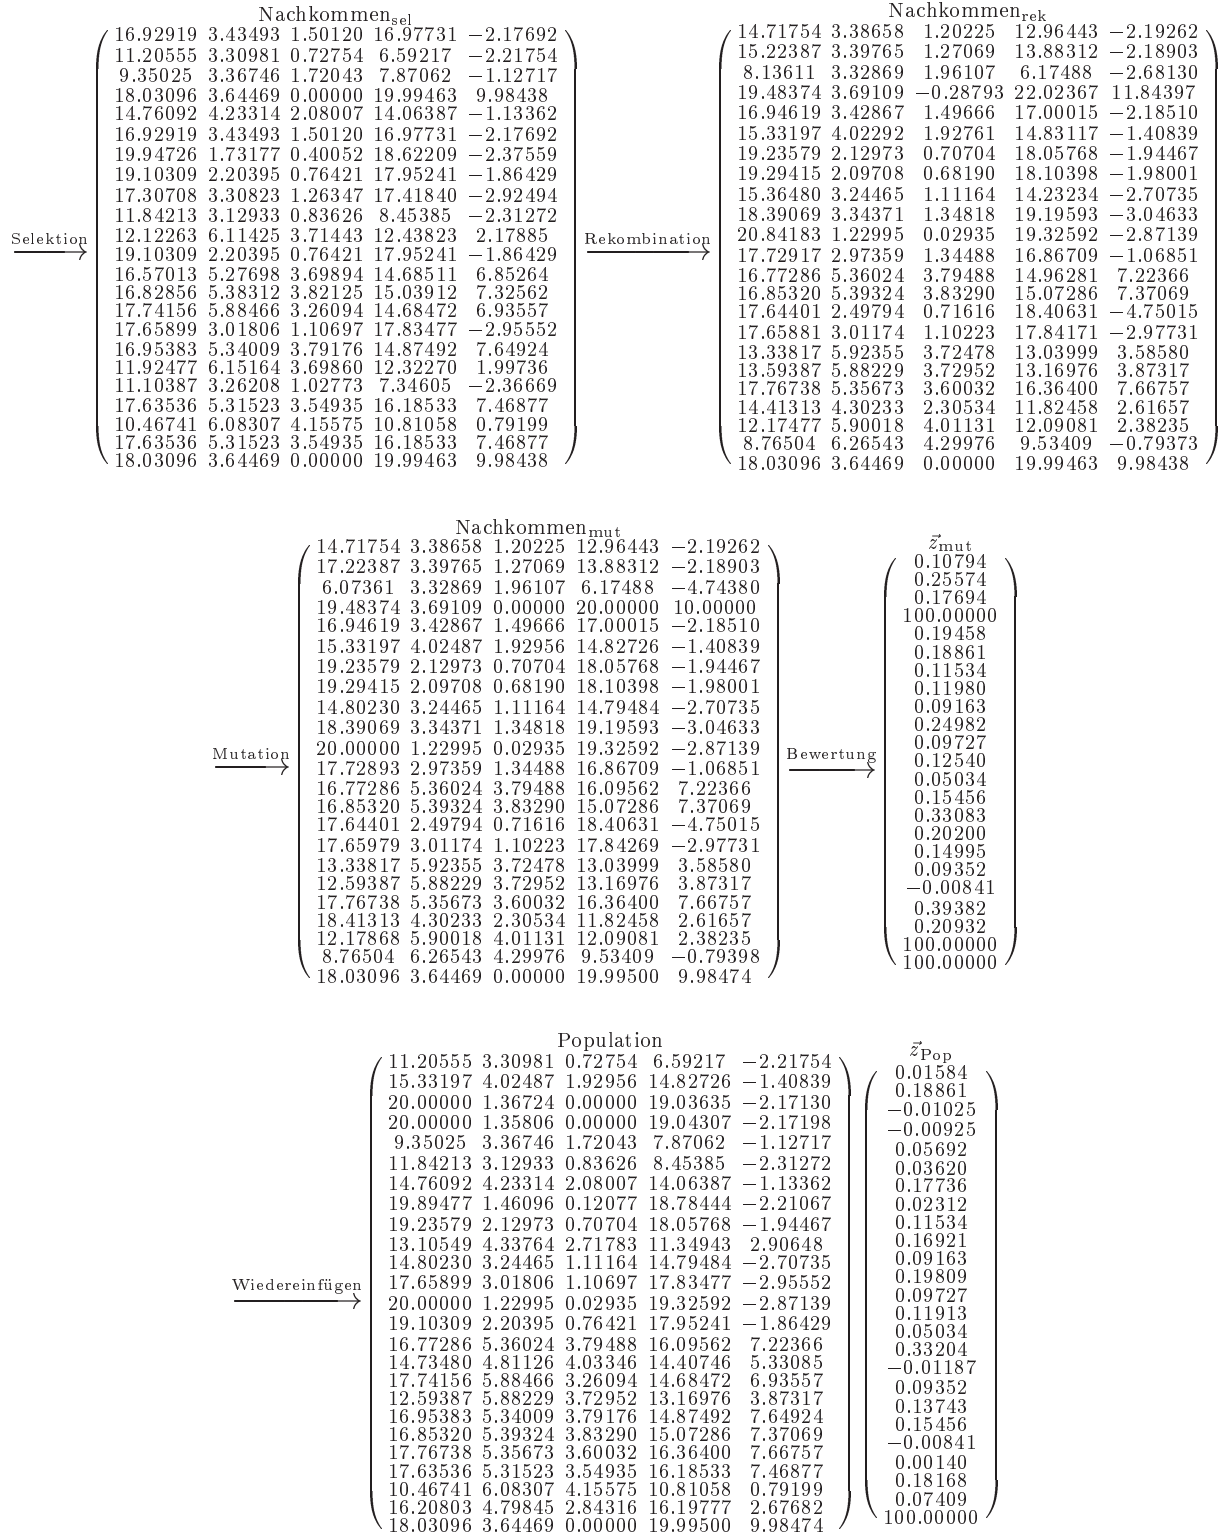 Nachkommen_sel
16.92919 3.43493 1.50120 16.97731 −2.17692
11.20555 3.30981 0.72754 6.59217 −2.21754
9.35025 3.36746 1.72043 7.87062 −1.12717
18.03096 3.64469 0.00000 19.99463 9.98438
14.76092 4.23314 2.08007 14.06387 −1.13362
16.92919 3.43493 1.50120 16.97731 −2.17692
19.94726 1.73177 0.40052 18.62209 −2.37559
19.10309 2.20395 0.76421 17.95241 −1.86429
17.30708 3.30823 1.26347 17.41840 −2.92494
11.84213 3.12933 0.83626 8.45385 −2.31272
Selektion
12.12263 6.11425 3.71443 12.43823 2.17885
19.10309 2.20395 0.76421 17.95241 −1.86429
16.57013 5.27698 3.69894 14.68511 6.85264
16.82856 5.38312 3.82125 15.03912 7.32562
17.74156 5.88466 3.26094 14.68472 6.93557
17.65899 3.01806 1.10697 17.83477 −2.95552
16.95383 5.34009 3.79176 14.87492 7.64924
11.92477 6.15164 3.69860 12.32270 1.99736
11.10387 3.26208 1.02773 7.34605 −2.36669
17.63536 5.31523 3.54935 16.18533 7.46877
10.46741 6.08307 4.15575 10.81058 0.79199
17.63536 5.31523 3.54935 16.18533 7.46877
18.03096 3.64469 0.00000 19.99463 9.98438
Rekombination
Nachkommen_rek
14.71754 3.38658 1.20225 12.96443 −2.19262
15.22387 3.39765 1.27069 13.88312 −2.18903
8.13611 3.32869 1.96107 6.17488 −2.68130
19.48374 3.69109 −0.28793 22.02367 11.84397
16.94619 3.42867 1.49666 17.00015 −2.18510
15.33197 4.02292 1.92761 14.83117 −1.40839
19.23579 2.12973 0.70704 18.05768 −1.94467
19.29415 2.09708 0.68190 18.10398 −1.98001
15.36480 3.24465 1.11164 14.23234 −2.70735
18.39069 3.34371 1.34818 19.19593 −3.04633
20.84183 1.22995 0.02935 19.32592 −2.87139
17.72917 2.97359 1.34488 16.86709 −1.06851
16.77286 5.36024 3.79488 14.96281 7.22366
16.85320 5.39324 3.83290 15.07286 7.37069
17.64401 2.49794 0.71616 18.40631 −4.75015
17.65881 3.01174 1.10223 17.84171 −2.97731
13.33817 5.92355 3.72478 13.03999 3.58580
13.59387 5.88229 3.72952 13.16976 3.87317
17.76738 5.35673 3.60032 16.36400 7.66757
14.41313 4.30233 2.30534 11.82458 2.61657
12.17477 5.90018 4.01131 12.09081 2.38235
8.76504 6.26543 4.29976 9.53409 −0.79373
18.03096 3.64469 0.00000 19.99463 9.98438
Mutation
Nachkommen_mut
14.71754 3.38658 1.20225 12.96443 −2.19262
17.22387 3.39765 1.27069 13.88312 −2.18903
6.07361 3.32869 1.96107 6.17488 −4.74380
19.48374 3.69109 0.00000 20.00000 10.00000
16.94619 3.42867 1.49666 17.00015 −2.18510
15.33197 4.02487 1.92956 14.82726 −1.40839
19.23579 2.12973 0.70704 18.05768 −1.94467
19.29415 2.09708 0.68190 18.10398 −1.98001
14.80230 3.24465 1.11164 14.79484 −2.70735
18.39069 3.34371 1.34818 19.19593 −3.04633
20.00000 1.22995 0.02935 19.32592 −2.87139
17.72893 2.97359 1.34488 16.86709 −1.06851
16.77286 5.36024 3.79488 16.09562 7.22366
16.85320 5.39324 3.83290 15.07286 7.37069
17.64401 2.49794 0.71616 18.40631 −4.75015
17.65979 3.01174 1.10223 17.84269 −2.97731
13.33817 5.92355 3.72478 13.03999 3.58580
12.59387 5.88229 3.72952 13.16976 3.87317
17.76738 5.35673 3.60032 16.36400 7.66757
18.41313 4.30233 2.30534 11.82458 2.61657
12.17868 5.90018 4.01131 12.09081 2.38235
8.76504 6.26543 4.29976 9.53409 −0.79398
18.03096 3.64469 0.00000 19.99500 9.98474
Bewertung
z⃗_mut
0.10794
0.25574
0.17694
100.00000
0.19458
0.18861
0.11534
0.11980
0.09163
0.24982
0.09727
0.12540
0.05034
0.15456
0.33083
0.20200
0.14995
0.09352
−0.00841
0.39382
0.20932
100.00000
100.00000
Wiedereinfügen
Population
11.20555 3.30981 0.72754 6.59217 −2.21754
15.33197 4.02487 1.92956 14.82726 −1.40839
20.00000 1.36724 0.00000 19.03635 −2.17130
20.00000 1.35806 0.00000 19.04307 −2.17198
9.35025 3.36746 1.72043 7.87062 −1.12717
11.84213 3.12933 0.83626 8.45385 −2.31272
14.76092 4.23314 2.08007 14.06387 −1.13362
19.89477 1.46096 0.12077 18.78444 −2.21067
19.23579 2.12973 0.70704 18.05768 −1.94467
13.10549 4.33764 2.71783 11.34943 2.90648
14.80230 3.24465 1.11164 14.79484 −2.70735
17.65899 3.01806 1.10697 17.83477 −2.95552
20.00000 1.22995 0.02935 19.32592 −2.87139
19.10309 2.20395 0.76421 17.95241 −1.86429
16.77286 5.36024 3.79488 16.09562 7.22366
14.73480 4.81126 4.03346 14.40746 5.33085
17.74156 5.88466 3.26094 14.68472 6.93557
12.59387 5.88229 3.72952 13.16976 3.87317
16.95383 5.34009 3.79176 14.87492 7.64924
16.85320 5.39324 3.83290 15.07286 7.37069
17.76738 5.35673 3.60032 16.36400 7.66757
17.63536 5.31523 3.54935 16.18533 7.46877
10.46741 6.08307 4.15575 10.81058 0.79199
16.20803 4.79845 2.84316 16.19777 2.67682
18.03096 3.64469 0.00000 19.99500 9.98474
z⃗_Pop
0.01584
0.18861
−0.01025
−0.00925
0.05692
0.03620
0.17736
0.02312
0.11534
0.16921
0.09163
0.19809
0.09727
0.11913
0.05034
0.33204
−0.01187
0.09352
0.13743
0.15456
−0.00841
0.00140
0.18168
0.07409
100.00000